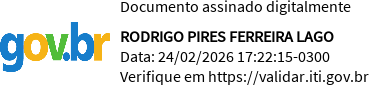 Documento assinado digitalmente
gov.br
RODRIGO PIRES FERREIRA LAGO
Data: 24/02/2026 17:22:15-0300
Verifique em https://validar.iti.gov.br